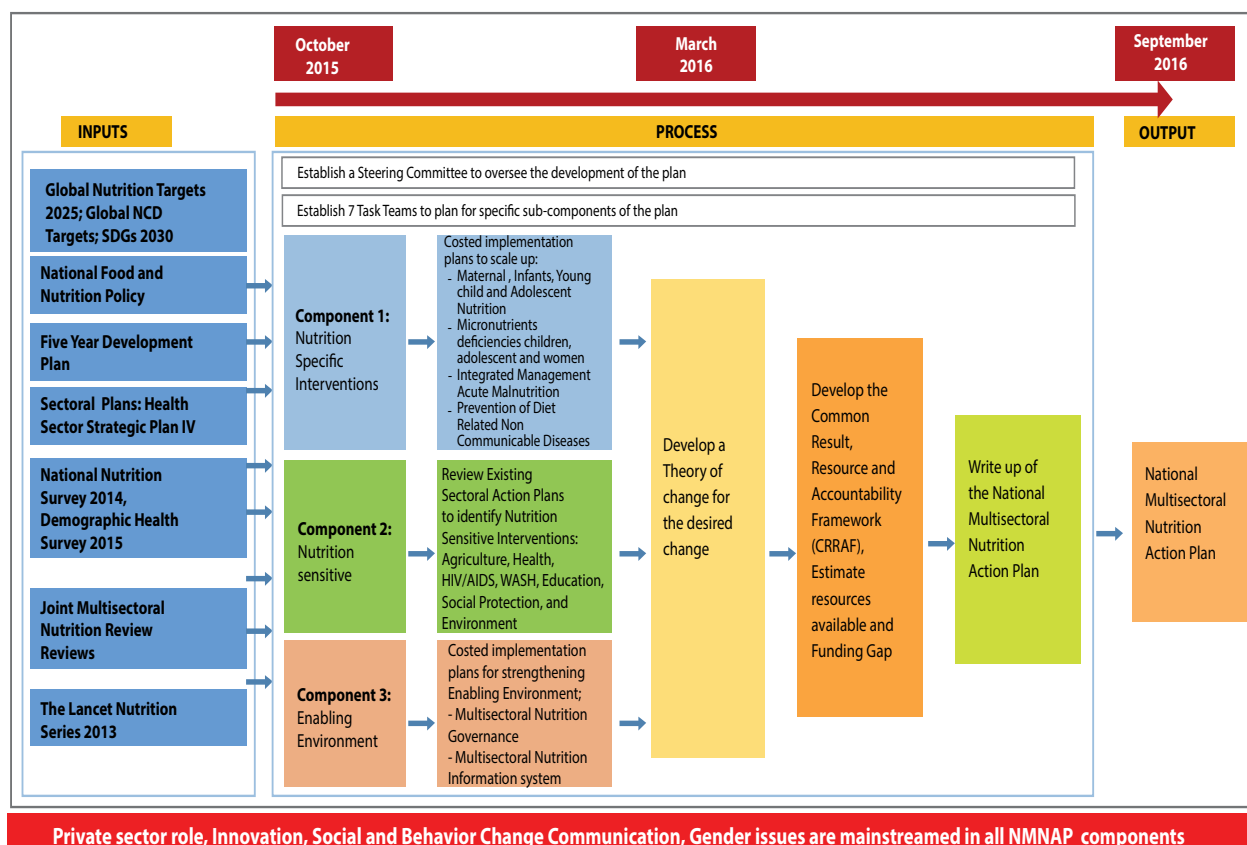 October
2015
March
2016
September
2016
INPUTS
PROCESS
OUTPUT
Global Nutrition Targets
2025; Global NCD
Targets; SDGs 2030
National Food and
Nutrition Policy
Five Year Development
Plan
Sectoral Plans: Health
Sector Strategic Plan IV
National Nutrition
Survey 2014,
Demographic Health
Survey 2015
Joint Multisectoral
Nutrition Review
Reviews
The Lancet Nutrition
Series 2013
Establish a Steering Committee to oversee the development of the plan
Establish 7 Task Teams to plan for specific sub-components of the plan
Component 1:
Nutrition
Specific
Interventions
Costed implementation
plans to scale up:
- Maternal , Infants, Young
child and Adolescent
Nutrition
- Micronutrients
deficiencies children,
adolescent and women
- Integrated Management
Acute Malnutrition
- Prevention of Diet
Related Non
Communicable Diseases
Component 2:
Nutrition
sensitive
Review Existing
Sectoral Action Plans
to identify Nutrition
Sensitive Interventions:
Agriculture, Health,
HIV/AIDS, WASH, Education,
Social Protection, and
Environment
Component 3:
Enabling
Environment
Costed implementation
plans for strengthening
Enabling Environment;
- Multisectoral Nutrition
Governance
- Multisectoral Nutrition
Information system
Develop a
Theory of
change for
the desired
change
Develop the
Common
Result,
Resource and
Accountability
Framework
(CRRAF),
Estimate
resources
available and
Funding Gap
Write up of
the National
Multisectoral
Nutrition
Action Plan
National
Multisectoral
Nutrition
Action Plan
Private sector role, Innovation, Social and Behavior Change Communication, Gender issues are mainstreamed in all NMNAP components